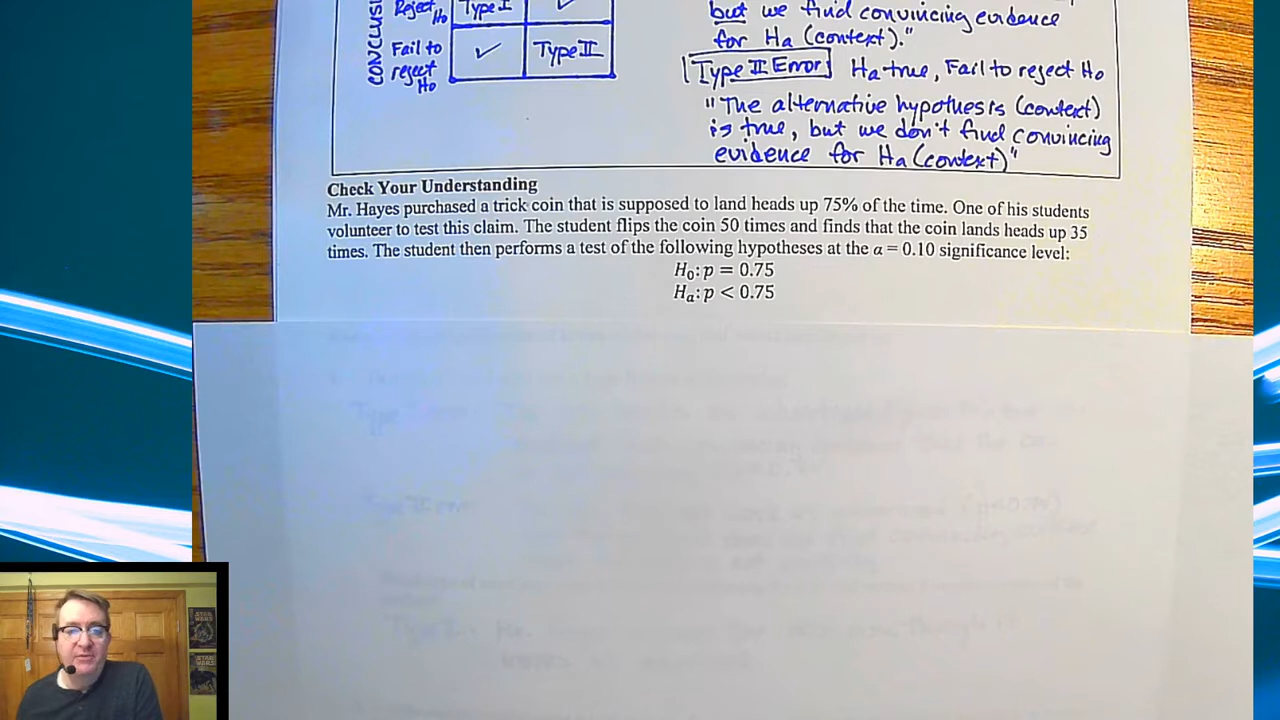 CONCLUSI
Reject Ho
Type I ✓
Fail to reject Ho
✓ Type II
but we find convincing evidence
for Ha (context)."
Type II Error Ha true, Fail to reject Ho
"The alternative hypothesis (context)
is true, but we don't find convincing
evidence for Ha (context)"
Check Your Understanding
Mr. Hayes purchased a trick coin that is supposed to land heads up 75% of the time. One of his students
volunteer to test this claim. The student flips the coin 50 times and finds that the coin lands heads up 35
times. The student then performs a test of the following hypotheses at the α = 0.10 significance level:
H₀: p = 0.75
Hₐ: p < 0.75
STAR WARS
STAR WARS